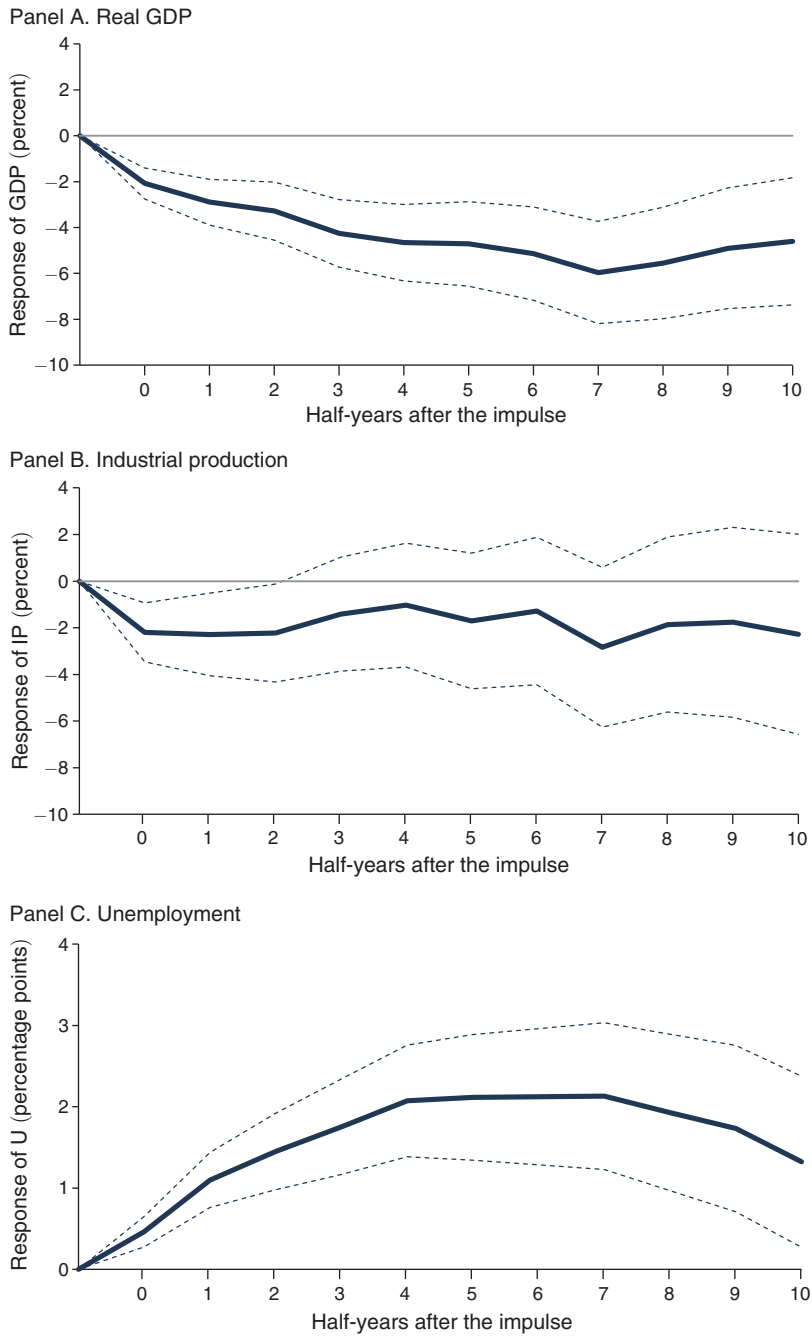 Panel A. Real GDP
Response of GDP (percent)
4
2
0
−2
−4
−6
−8
−10
0 1 2 3 4 5 6 7 8 9 10
Half-years after the impulse
Panel B. Industrial production
Response of IP (percent)
4
2
0
−2
−4
−6
−8
−10
0 1 2 3 4 5 6 7 8 9 10
Half-years after the impulse
Panel C. Unemployment
Response of U (percentage points)
4
3
2
1
0
0 1 2 3 4 5 6 7 8 9 10
Half-years after the impulse